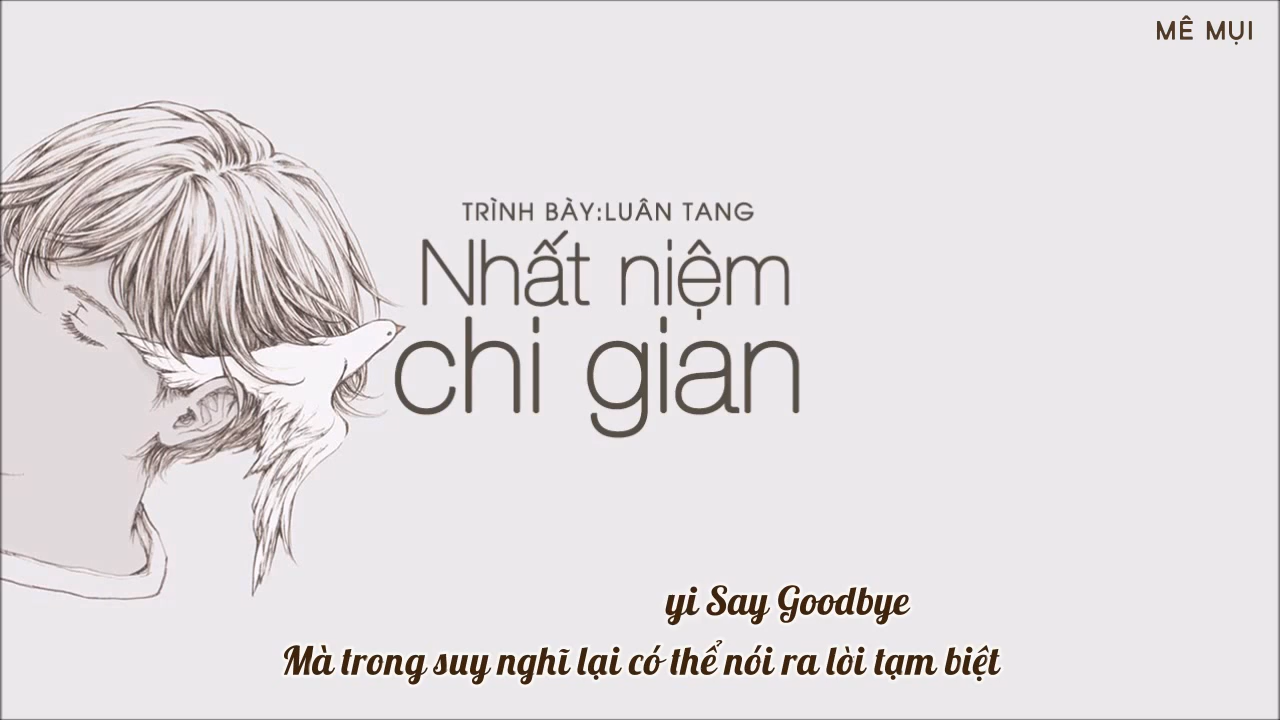 MÊ MỤI
TRÌNH BÀY:LUÂN TANG
Nhất niệm
chi gian
yi Say Goodbye
Mà trong suy nghĩ lại có thể nói ra lòi tạm biệt